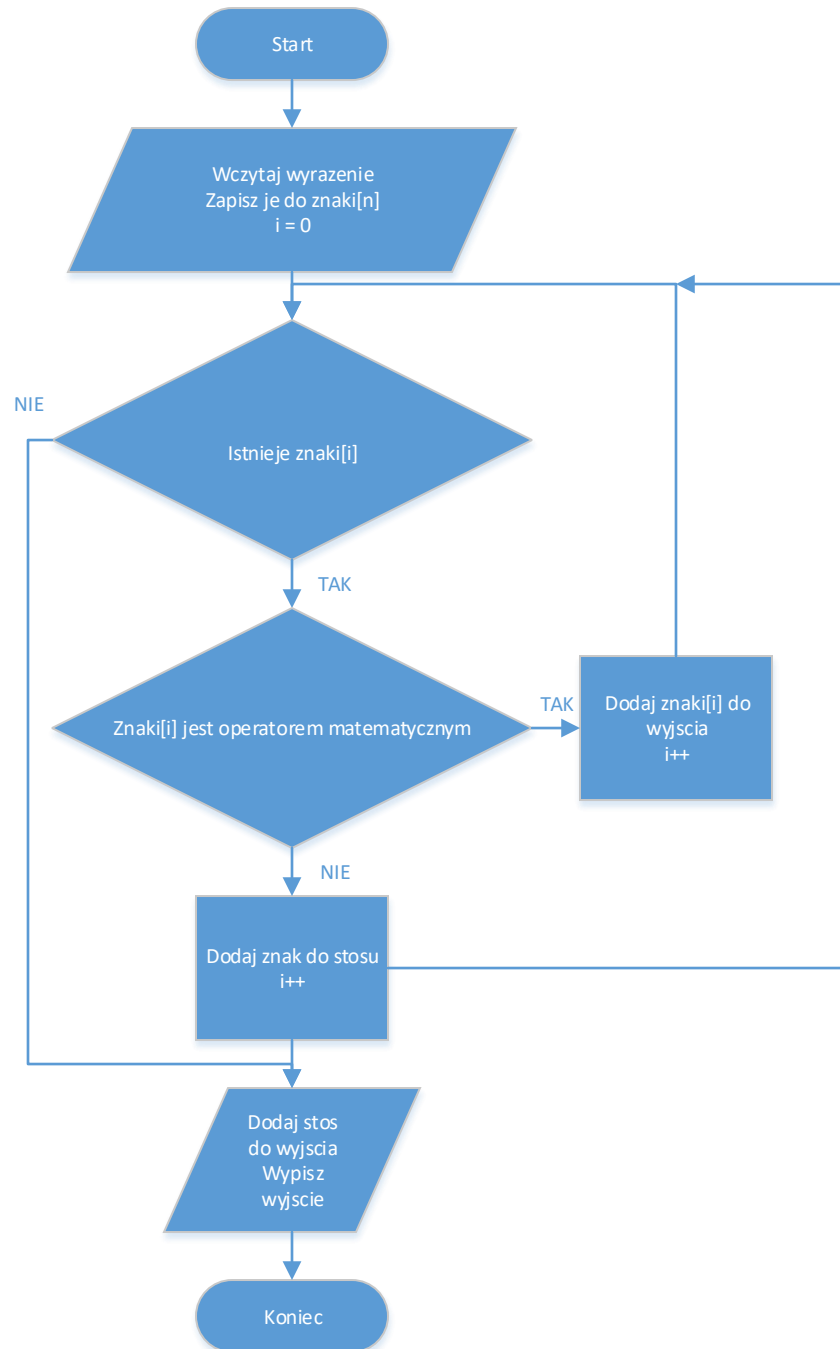 Start
Wczytaj wyrazenie
Zapisz je do znaki[n]
i = 0
NIE
Istnieje znaki[i]
TAK
Znaki[i] jest operatorem matematycznym
TAK
Dodaj znaki[i] do
wyjscia
i++
NIE
Dodaj znak do stosu
i++
Dodaj stos
do wyjscia
Wypisz
wyjscie
Koniec